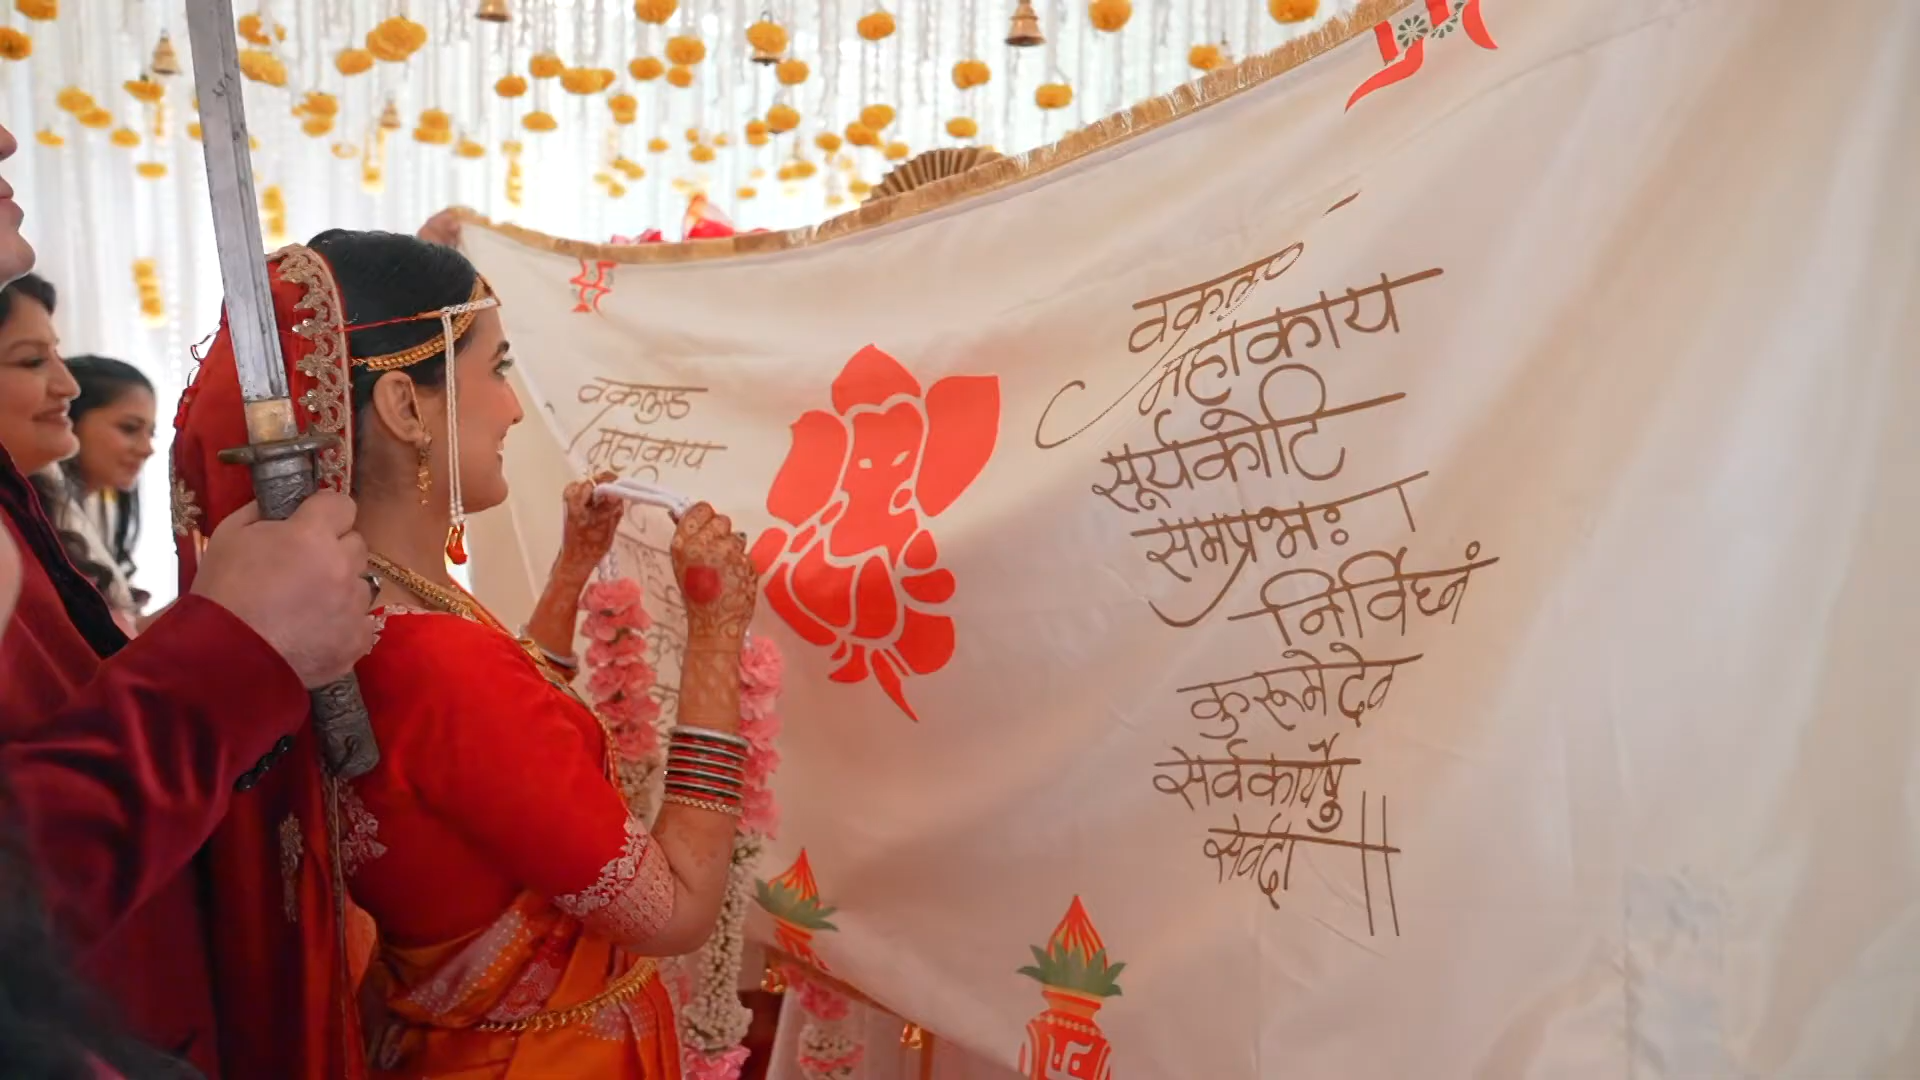 वक्रतुण्ड
महाकाय
वक्रतुण्ड
महाकाय
सूर्यकोटि
समप्रभः।
निर्विघ्नं
कुरूमे देव
सर्वकार्येषु
सर्वदा॥